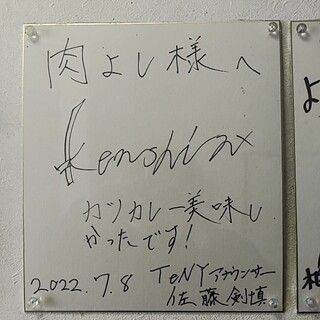 肉よし様へ
Kenshin
カツカレー美味し
かったです!
2022.7.8 TeNYアナウンサー
佐藤剣慎